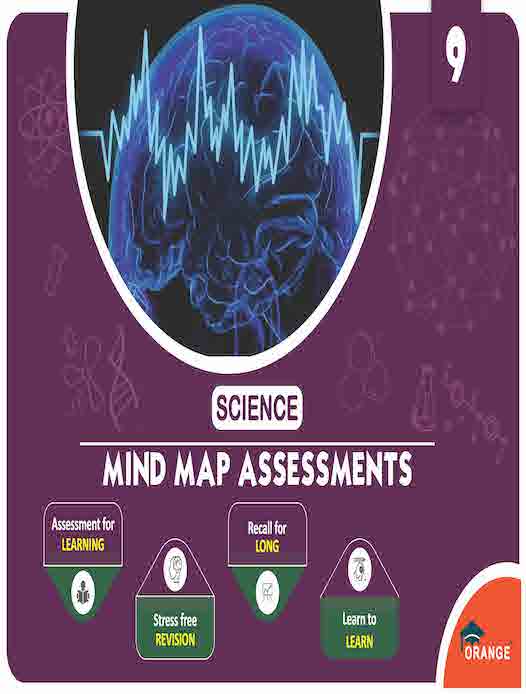 9
SCIENCE
MIND MAP ASSESSMENTS
Assessment for
LEARNING
Stress free
REVISION
Recall for
LONG
Learn to
LEARN
ORANGE